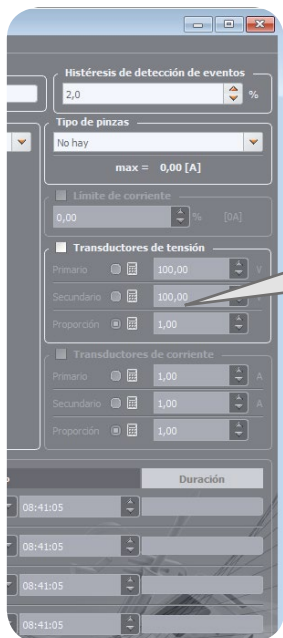 Histéresis de detección de eventos
2,0 %
Tipo de pinzas
No hay
max = 0,00 [A]
Límite de corriente
0,00 % [0A]
Transductores de tensión
Primario 100,00 V
Secundario 100,00 V
Proporción 1,00
Transductores de corriente
Primario 1,00 A
Secundario 1,00 A
Proporción 1,00
Duración
08:41:05
08:41:05
08:41:05
08:41:05